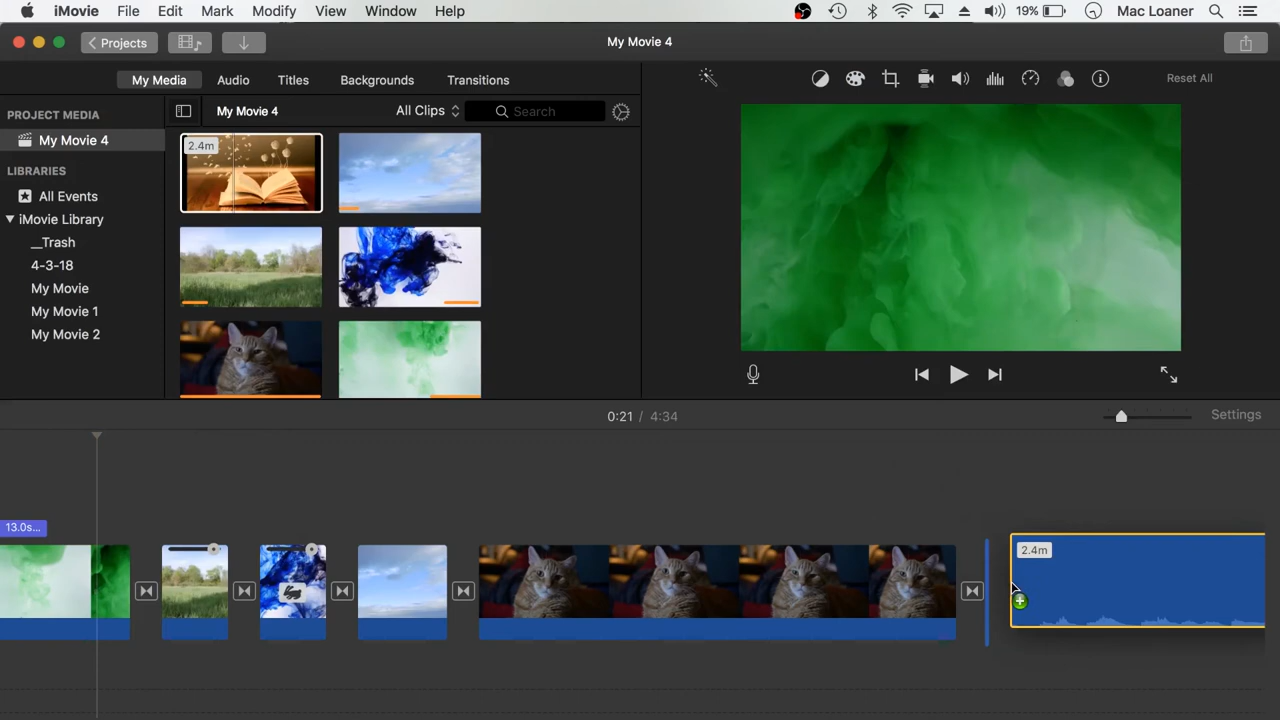 iMovie File Edit Mark Modify View Window Help 19% Mac Loaner
Projects My Movie 4
My Media Audio Titles Backgrounds Transitions Reset All
PROJECT MEDIA
My Movie 4
LIBRARIES
All Events
iMovie Library
__Trash
4-3-18
My Movie
My Movie 1
My Movie 2
My Movie 4 All Clips Search
2.4m
0:21 / 4:34 Settings
13.0s...
2.4m